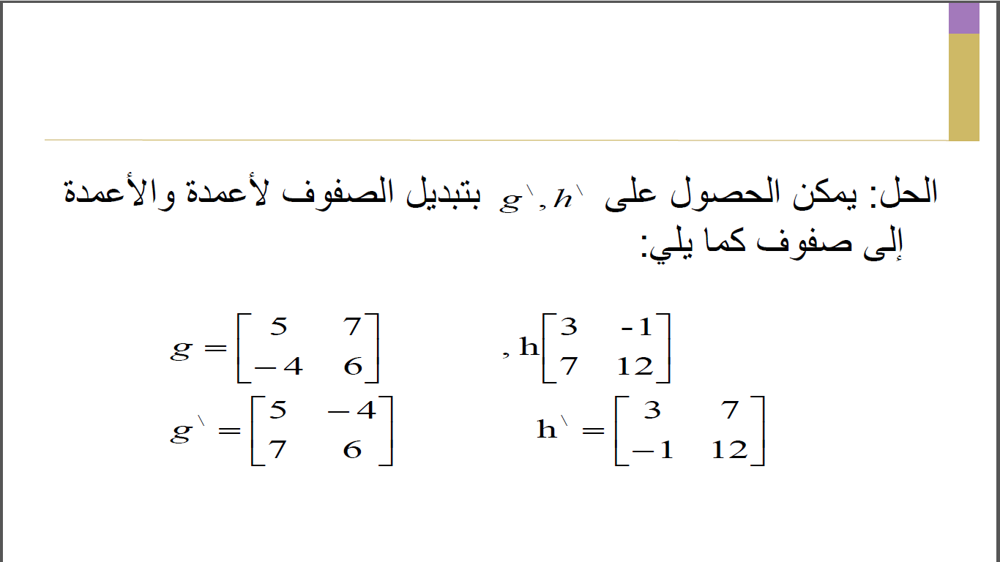 الحل: يمكن الحصول على g\ , h\ بتبديل الصفوف لأعمدة والأعمدة
إلى صفوف كما يلي:
g = [ 5 7 ; −4 6 ] , h [ 3 -1 ; 7 12 ]
g\ = [ 5 −4 ; 7 6 ] h\ = [ 3 7 ; −1 12 ]